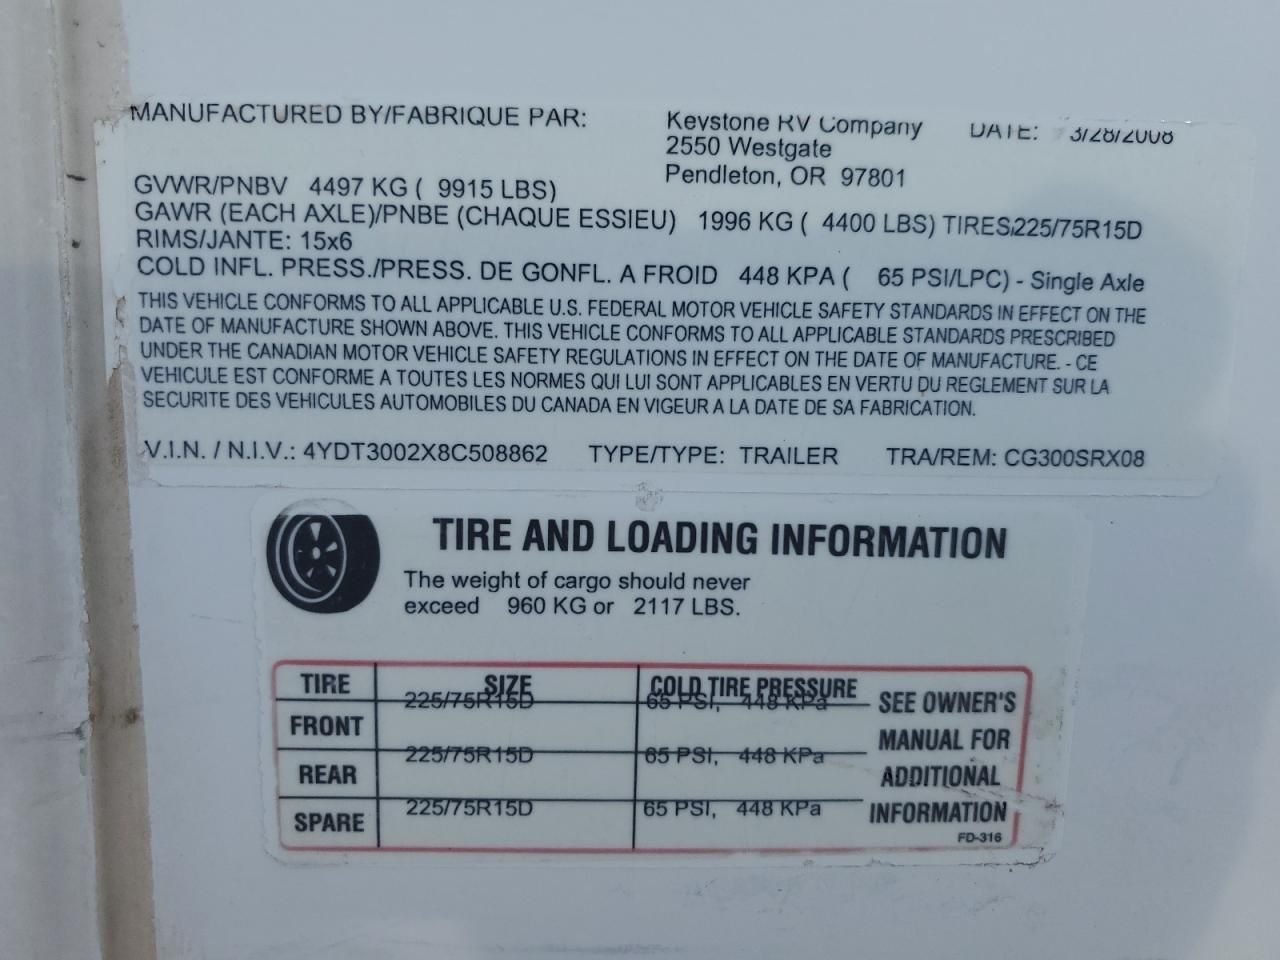 MANUFACTURED BY/FABRIQUE PAR: Keystone RV Company DATE: 3/28/2008
2550 Westgate
Pendleton, OR 97801
GVWR/PNBV 4497 KG ( 9915 LBS)
GAWR (EACH AXLE)/PNBE (CHAQUE ESSIEU) 1996 KG ( 4400 LBS) TIRES:225/75R15D
RIMS/JANTE: 15x6
COLD INFL. PRESS./PRESS. DE GONFL. A FROID 448 KPA ( 65 PSI/LPC) - Single Axle
THIS VEHICLE CONFORMS TO ALL APPLICABLE U.S. FEDERAL MOTOR VEHICLE SAFETY STANDARDS IN EFFECT ON THE
DATE OF MANUFACTURE SHOWN ABOVE. THIS VEHICLE CONFORMS TO ALL APPLICABLE STANDARDS PRESCRIBED
UNDER THE CANADIAN MOTOR VEHICLE SAFETY REGULATIONS IN EFFECT ON THE DATE OF MANUFACTURE. - CE
VEHICULE EST CONFORME A TOUTES LES NORMES QUI LUI SONT APPLICABLES EN VERTU DU REGLEMENT SUR LA
SECURITE DES VEHICULES AUTOMOBILES DU CANADA EN VIGEUR A LA DATE DE SA FABRICATION.
V.I.N. / N.I.V.: 4YDT3002X8C508862 TYPE/TYPE: TRAILER TRA/REM: CG300SRX08
TIRE AND LOADING INFORMATION
The weight of cargo should never
exceed 960 KG or 2117 LBS.
TIRE SIZE COLD TIRE PRESSURE
FRONT 225/75R15D 65 PSI, 448 KPa
REAR 225/75R15D 65 PSI, 448 KPa
SPARE 225/75R15D 65 PSI, 448 KPa
SEE OWNER'S
MANUAL FOR
ADDITIONAL
INFORMATION
FD-316